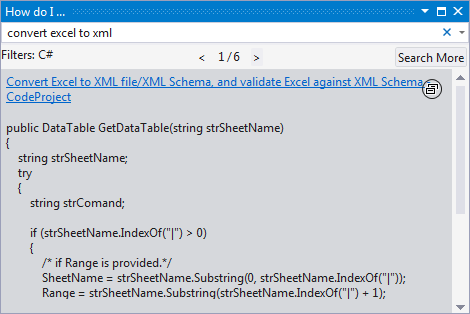 How do I ...
convert excel to xml
Filters: C#
< 1 / 6 >
Search More
Convert Excel to XML file/XML Schema, and validate Excel against XML Schema -
CodeProject
public DataTable GetDataTable(string strSheetName)
{
string strSheetName;
try
{
string strComand;
if (strSheetName.IndexOf("|") > 0)
{
/* if Range is provided.*/
SheetName = strSheetName.Substring(0, strSheetName.IndexOf("|"));
Range = strSheetName.Substring(strSheetName.IndexOf("|") + 1);